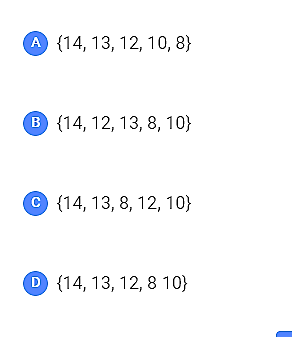 A {14, 13, 12, 10, 8}
B {14, 12, 13, 8, 10}
C {14, 13, 8, 12, 10}
D {14, 13, 12, 8 10}